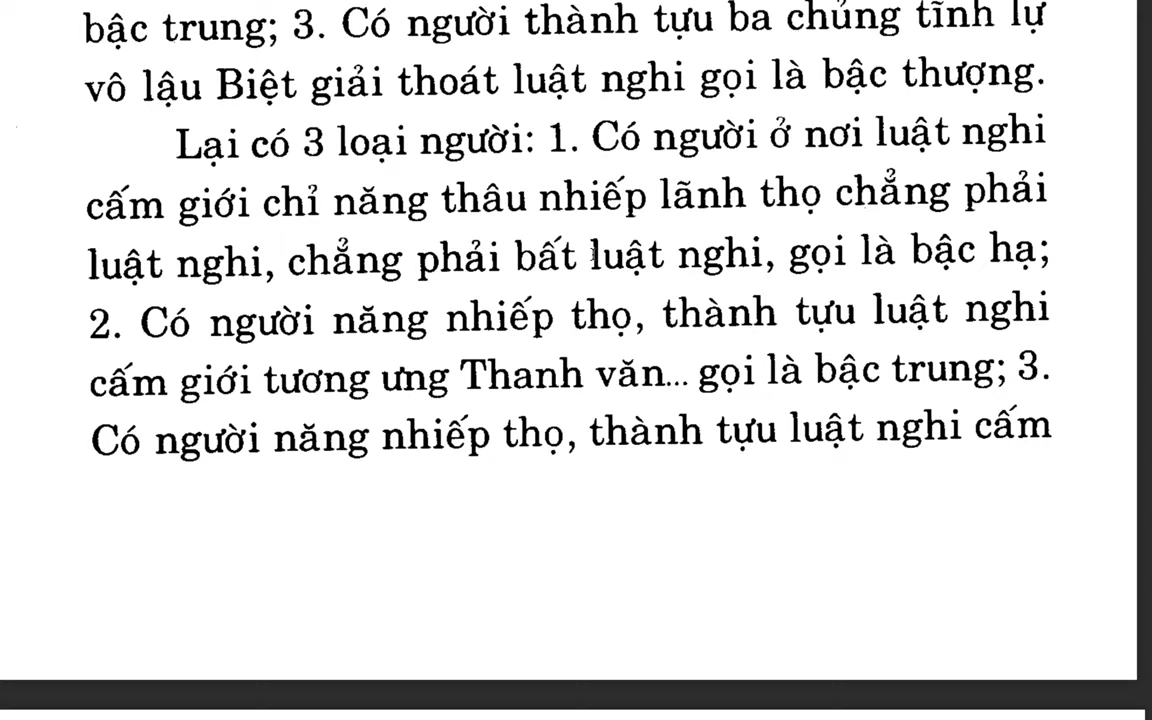 bậc trung; 3. Có người thành tựu ba chủng tĩnh lự
vô lậu Biệt giải thoát luật nghi gọi là bậc thượng.
Lại có 3 loại người: 1. Có người ở nơi luật nghi
cấm giới chỉ năng thâu nhiếp lãnh thọ chẳng phải
luật nghi, chẳng phải bất luật nghi, gọi là bậc hạ;
2. Có người năng nhiếp thọ, thành tựu luật nghi
cấm giới tương ưng Thanh văn... gọi là bậc trung; 3.
Có người năng nhiếp thọ, thành tựu luật nghi cấm